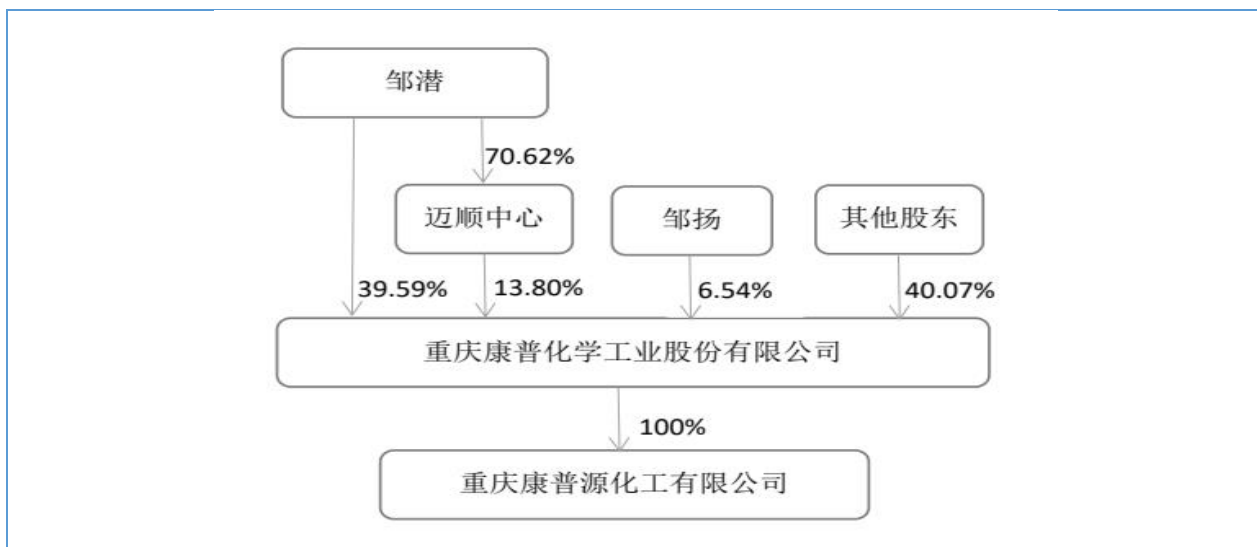 邹潜
70.62%
迈顺中心
邹扬
其他股东
39.59%
13.80%
6.54%
40.07%
重庆康普化学工业股份有限公司
100%
重庆康普源化工有限公司